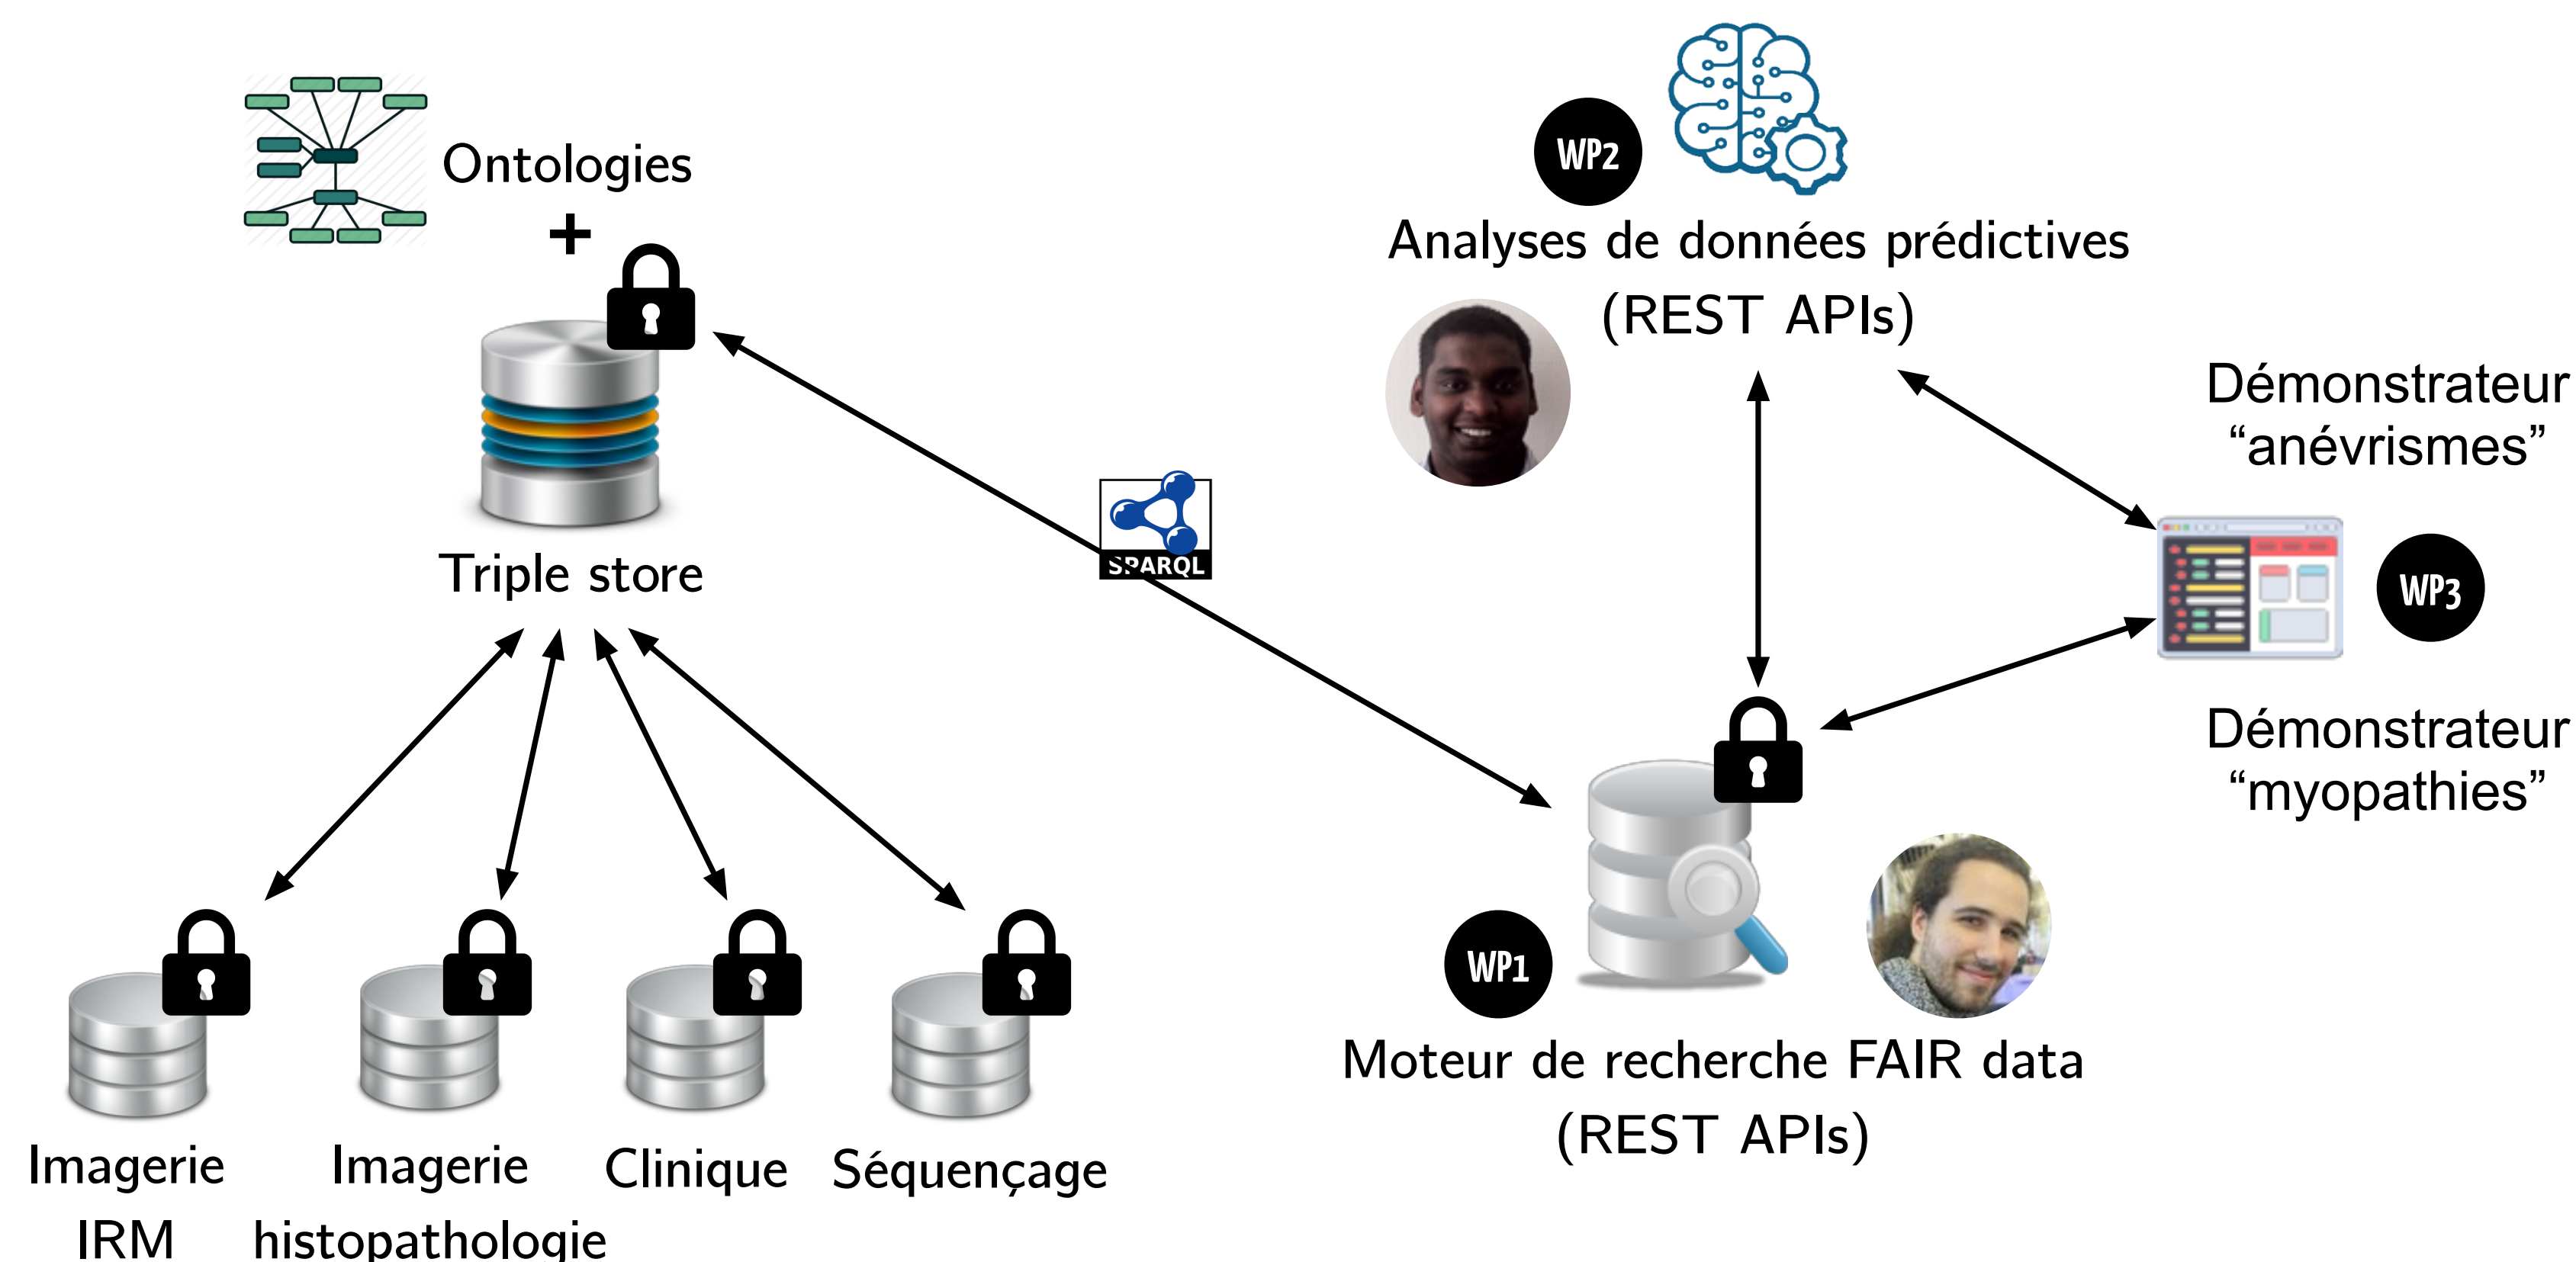 Ontologies
+
Triple store
SPARQL
Imagerie
IRM
Imagerie
histopathologie
Clinique
Séquençage
WP2
Analyses de données prédictives
(REST APIs)
Démonstrateur
“anévrismes”
WP3
Démonstrateur
“myopathies”
WP1
Moteur de recherche FAIR data
(REST APIs)